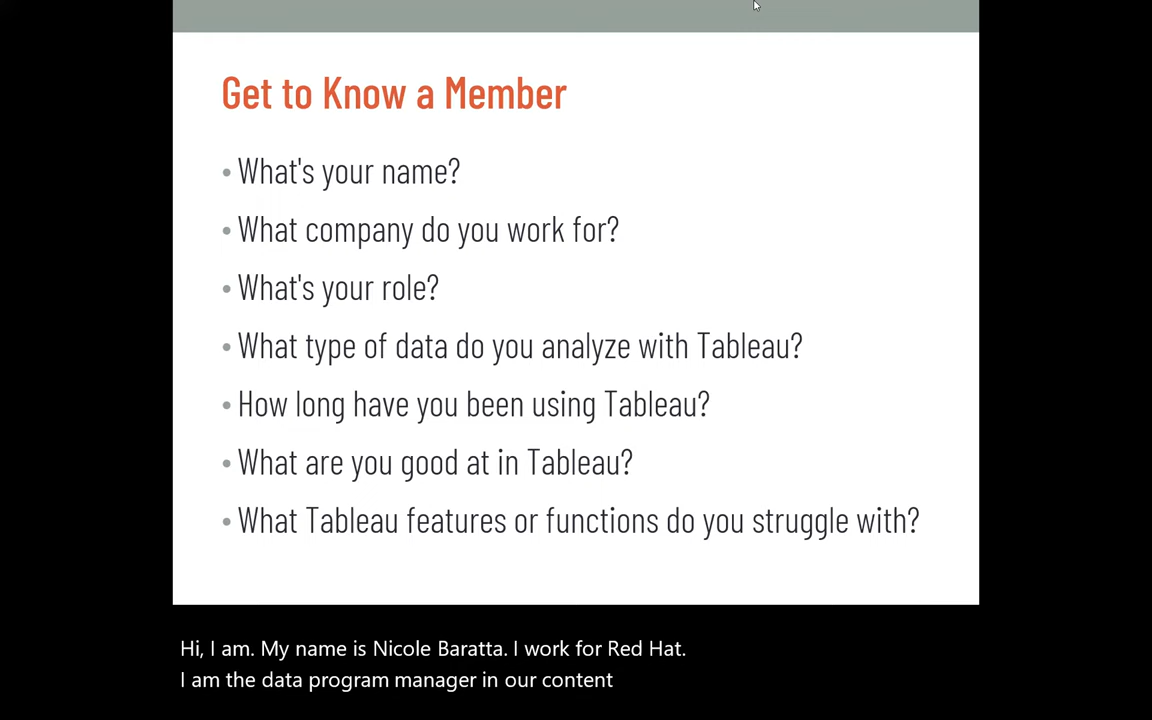 Get to Know a Member
• What's your name?
• What company do you work for?
• What's your role?
• What type of data do you analyze with Tableau?
• How long have you been using Tableau?
• What are you good at in Tableau?
• What Tableau features or functions do you struggle with?
Hi, I am. My name is Nicole Baratta. I work for Red Hat.
I am the data program manager in our content